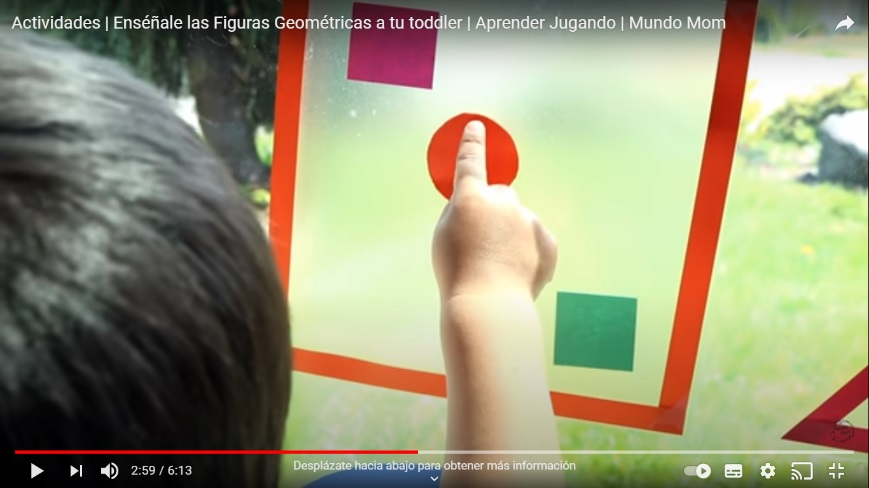 Actividades | Enséñale las Figuras Geométricas a tu toddler | Aprender Jugando | Mundo Mom
2:59 / 6:13
Desplázate hacia abajo para obtener más información